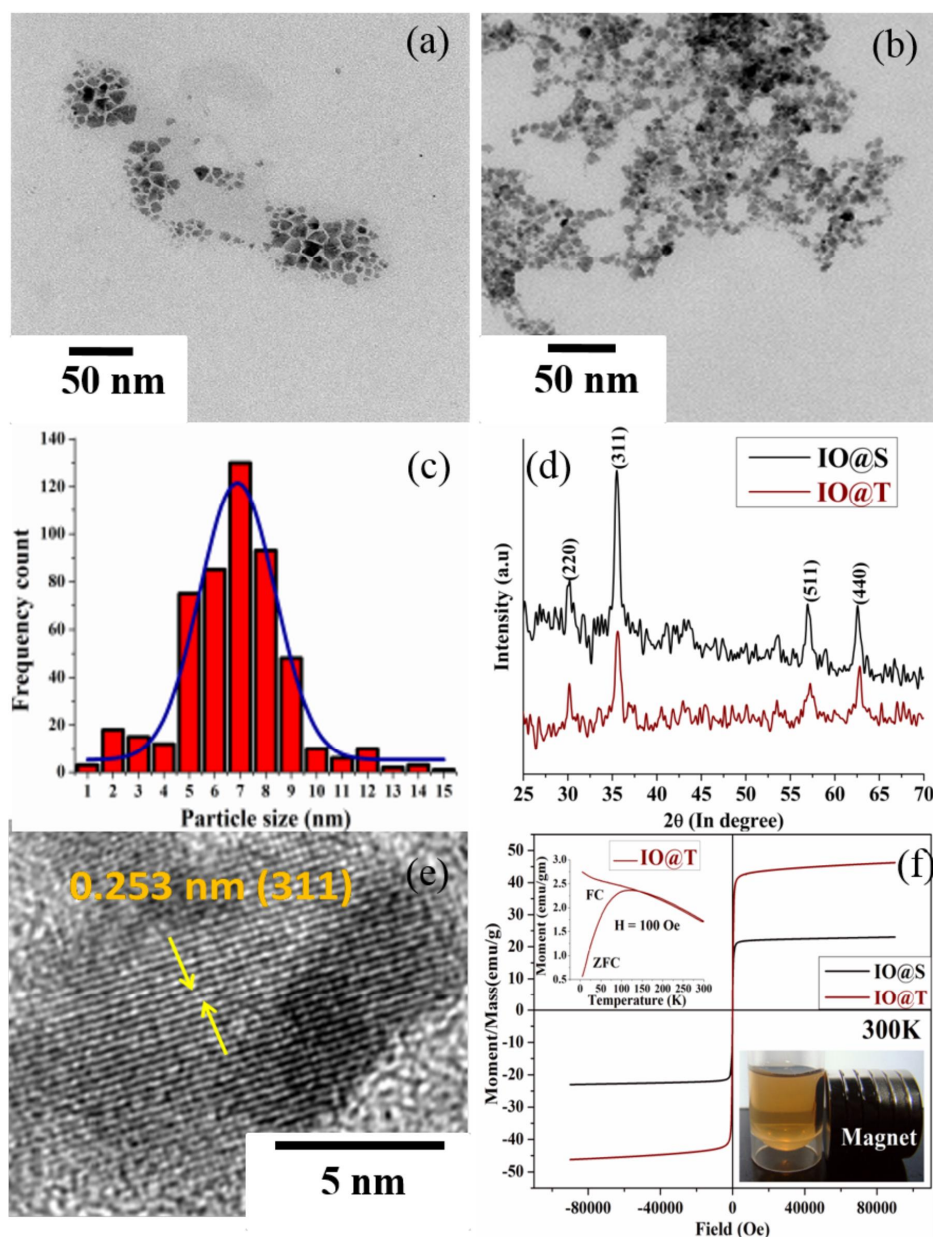 (a)
50 nm
(b)
50 nm
(c)
140
120
100
80
60
40
20
0
Frequency count
1 2 3 4 5 6 7 8 9 10 11 12 13 14 15
Particle size (nm)
(d)
IO@S
IO@T
(220)
(311)
(511)
(440)
Intensity (a.u)
25 30 35 40 45 50 55 60 65 70
2θ (In degree)
(e)
0.253 nm (311)
5 nm
(f)
50
40
30
20
10
0
-10
-20
-30
-40
-50
Moment/Mass(emu/g)
IO@T
3.0
2.5
2.0
1.5
1.0
0.5
Moment (emu/gm)
FC
H = 100 Oe
ZFC
0 50 100 150 200 250 300
Temperature (K)
IO@S
IO@T
300K
Magnet
-80000 -40000 0 40000 80000
Field (Oe)